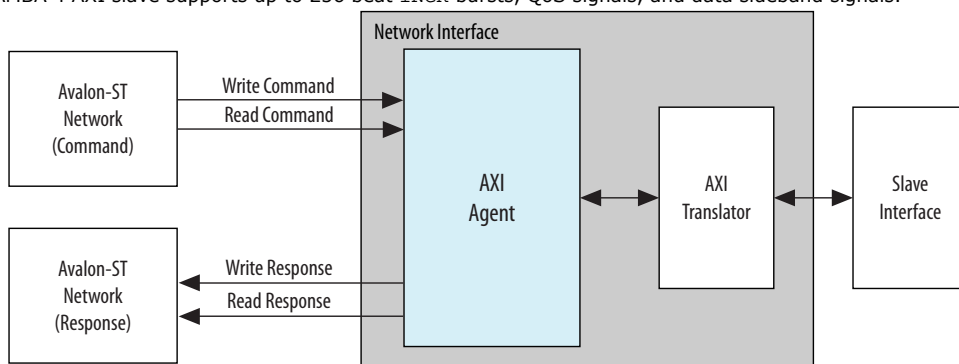 AMBA 4 AXI slave supports up to 256 beat INCR bursts, QoS signals, and data sideband signals.
Network Interface
Avalon-ST
Network
(Command)
Write Command
Read Command
AXI
Agent
AXI
Translator
Slave
Interface
Avalon-ST
Network
(Response)
Write Response
Read Response